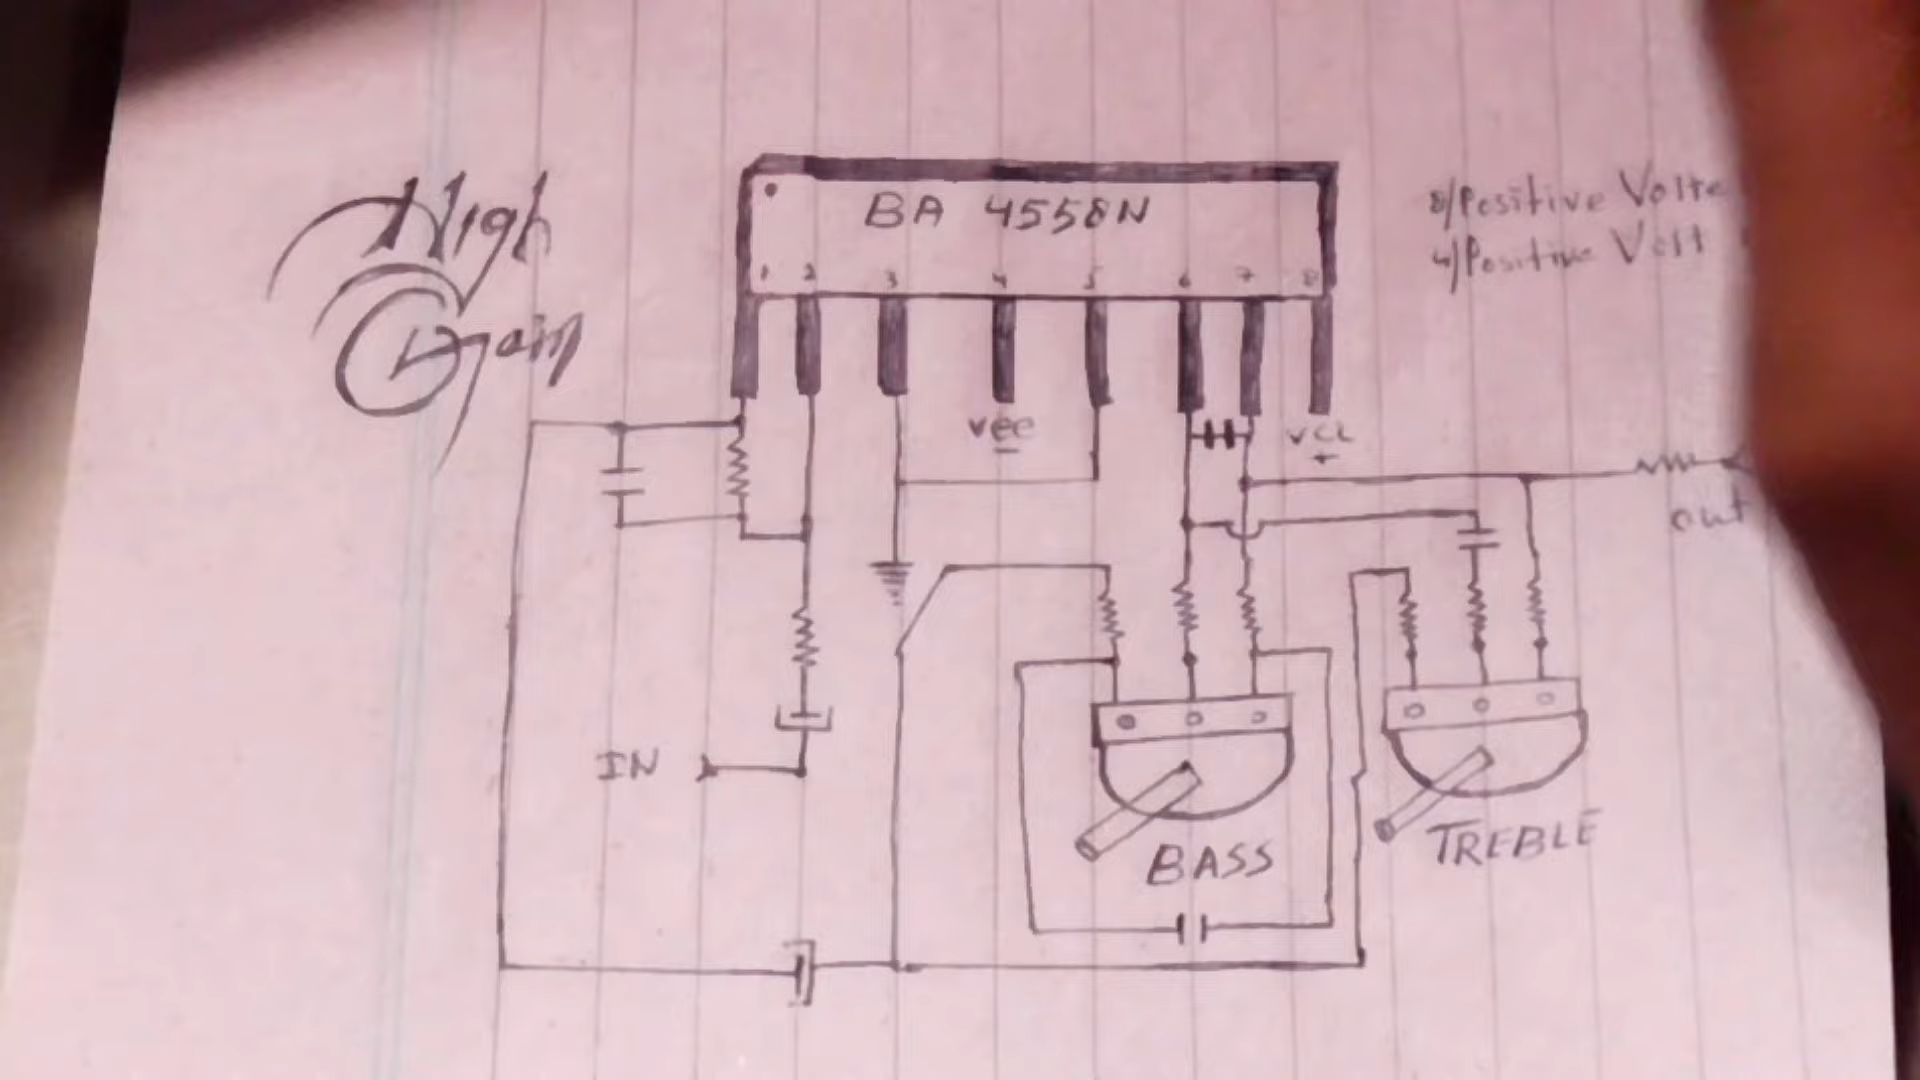 High
Gain
BA 4558N
1 2 3 4 5 6 7 8
8/Positive Volte
4/Positive Volt
vee
-
vcc
+
out
IN
BASS
TREBLE